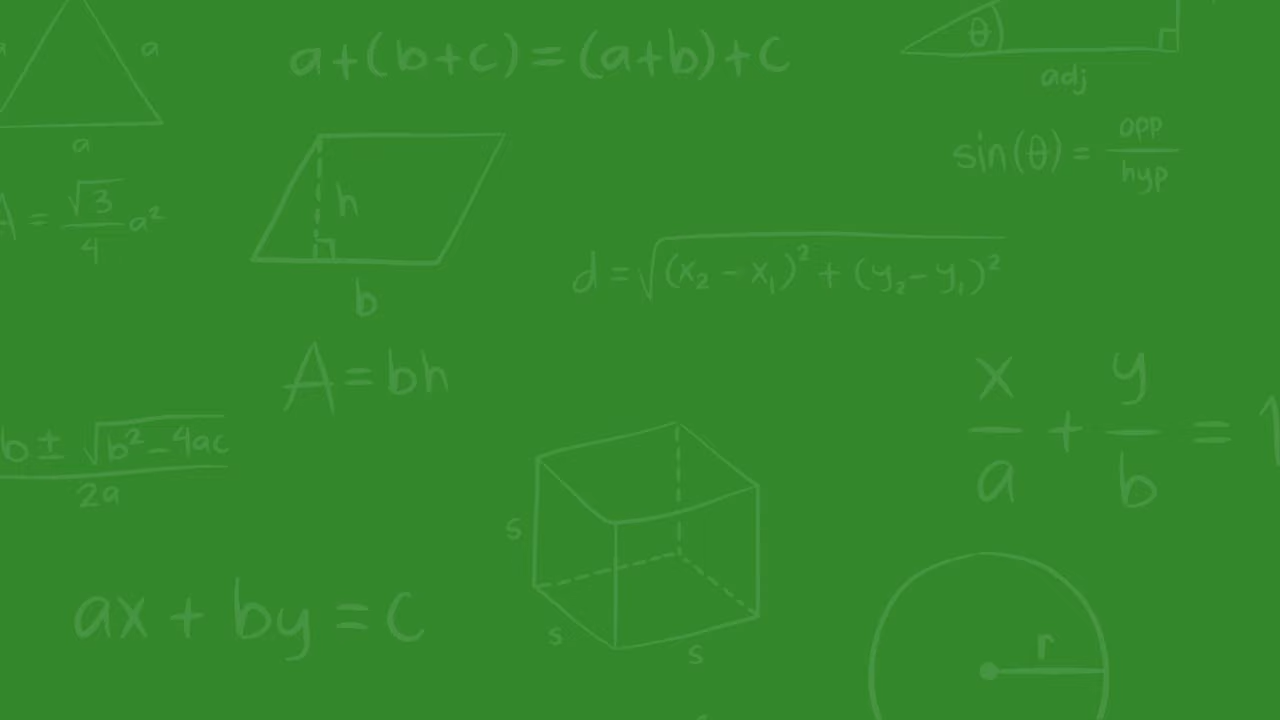 a
a
a+(b+c)=(a+b)+c
θ
adj
a
A = √3/4 a²
h
b
sin(θ) = opp/hyp
d = √(x₂ - x₁)² + (y₂ - y₁)²
A = bh
x/a + y/b = 1
b ± √b² - 4ac
2a
s
s
s
ax + by = c
r